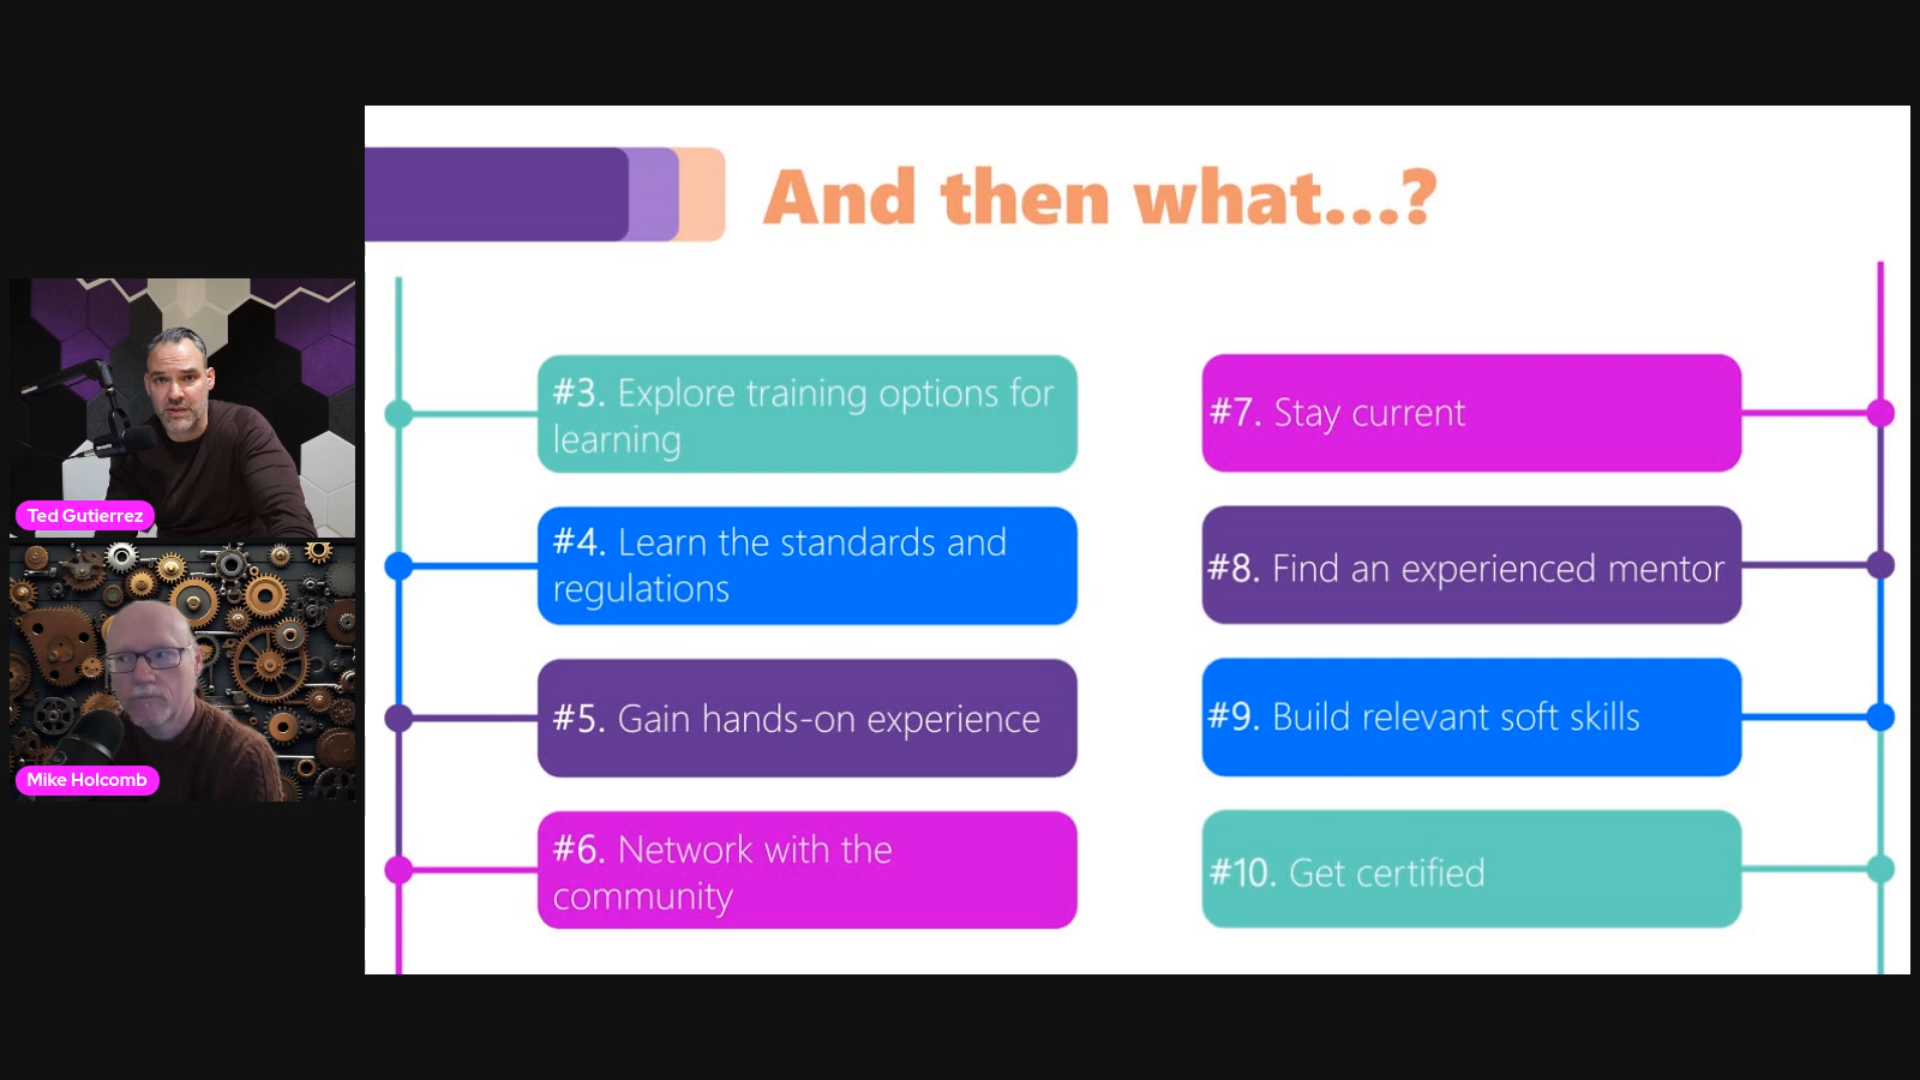 And then what...?
#3. Explore training options for
learning
#4. Learn the standards and
regulations
#5. Gain hands-on experience
#6. Network with the
community
#7. Stay current
#8. Find an experienced mentor
#9. Build relevant soft skills
#10. Get certified
Ted Gutierrez
Mike Holcomb